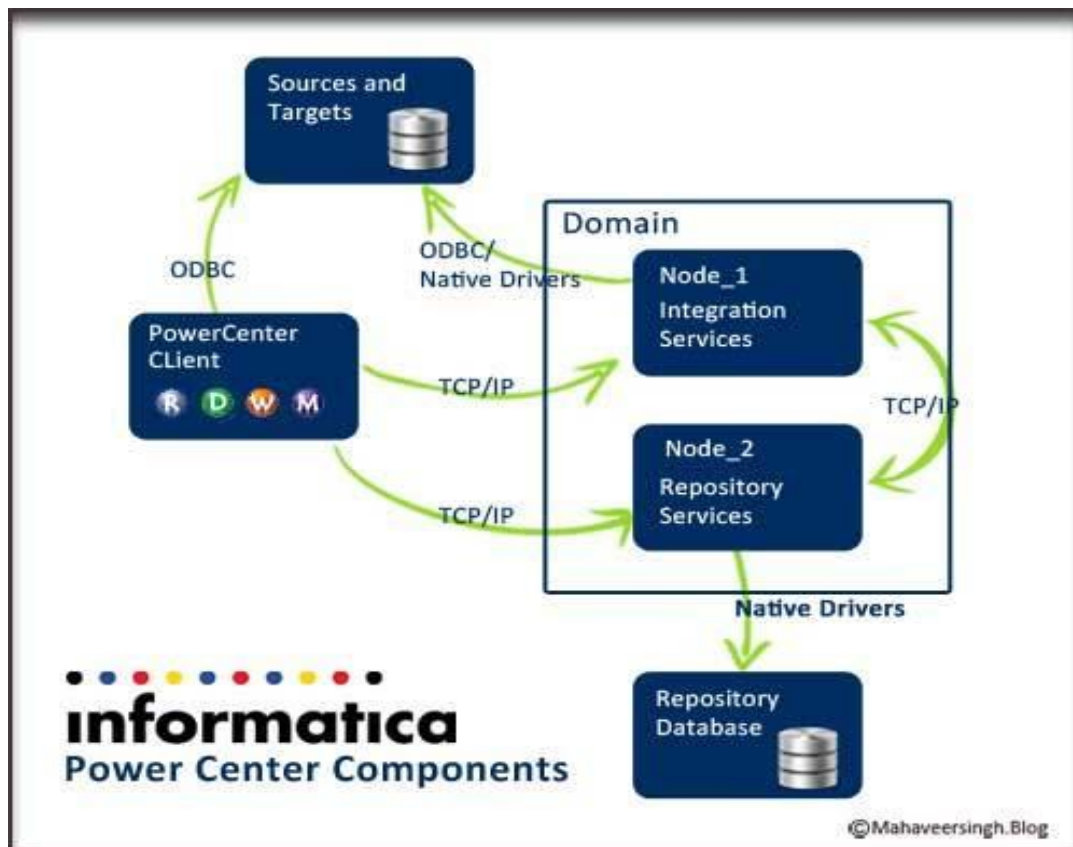 Sources and
Targets
Domain
ODBC/
Native Drivers
Node_1
Integration
Services
ODBC
PowerCenter
CLient
R D W M
TCP/IP
TCP/IP
Node_2
Repository
Services
TCP/IP
Native Drivers
Repository
Database
informatica
Power Center Components
©Mahaveersingh.Blog